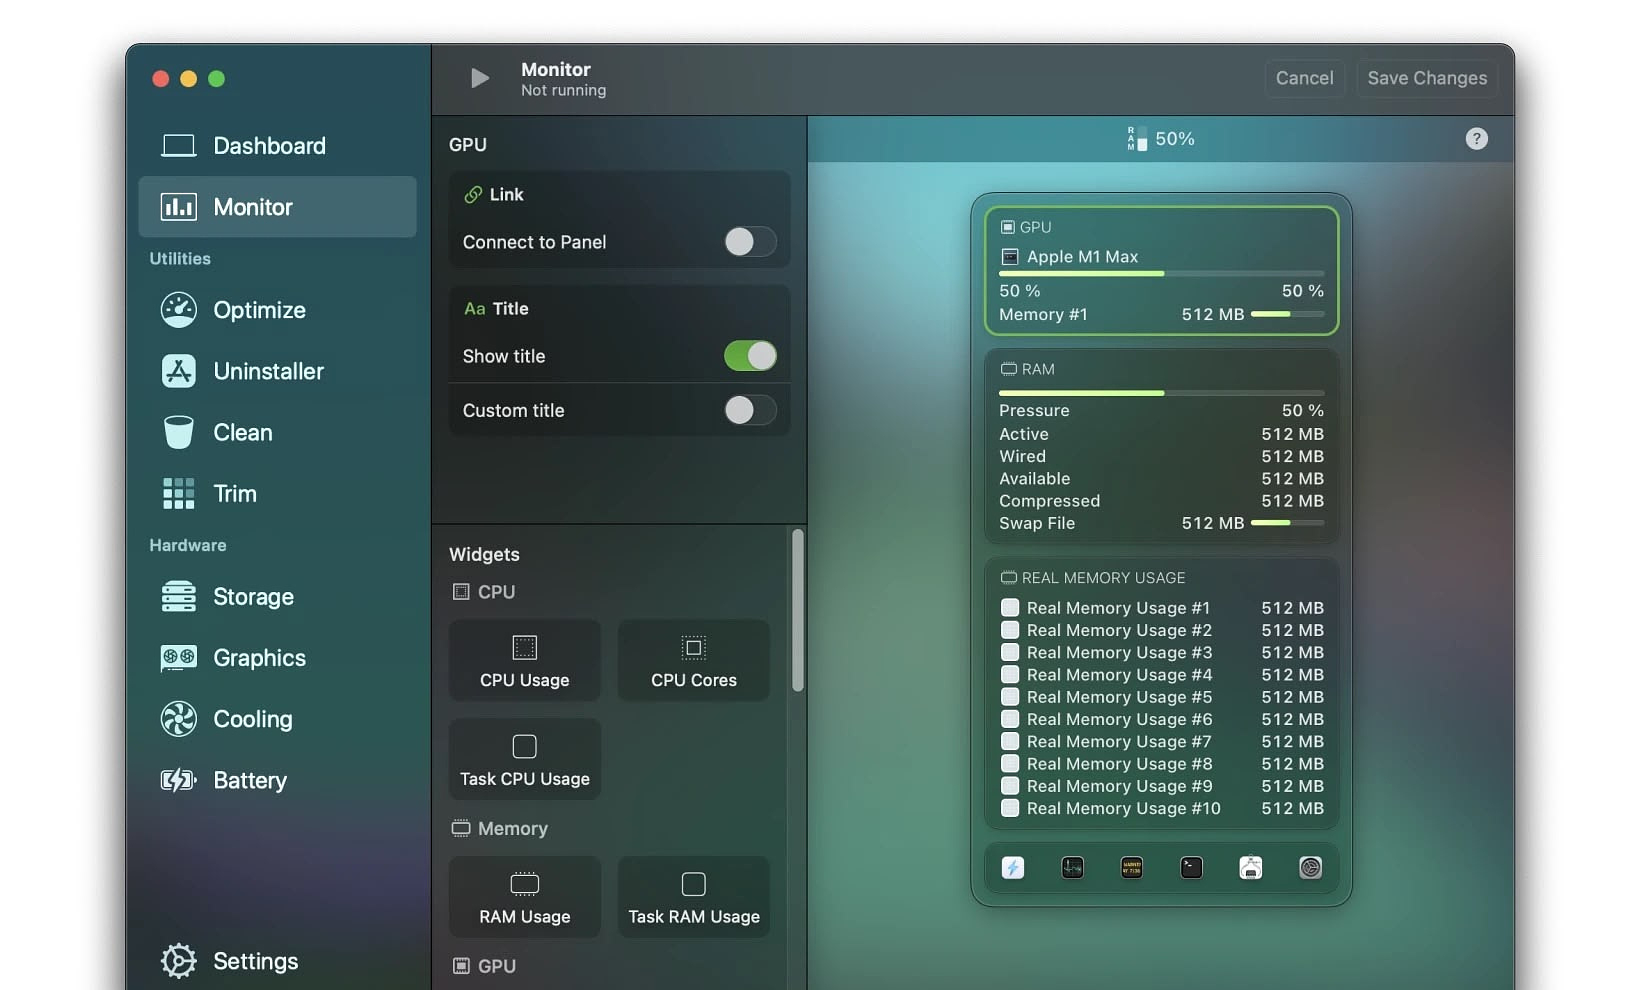 Monitor
Not running
Cancel
Save Changes
Dashboard
Monitor
Utilities
Optimize
Uninstaller
Clean
Trim
Hardware
Storage
Graphics
Cooling
Battery
Settings
GPU
Link
Connect to Panel
Aa Title
Show title
Custom title
Widgets
CPU
CPU Usage
CPU Cores
Task CPU Usage
Memory
RAM Usage
Task RAM Usage
GPU
RAM 50%
?
GPU
Apple M1 Max
50 % 50 %
Memory #1 512 MB
RAM
Pressure 50 %
Active 512 MB
Wired 512 MB
Available 512 MB
Compressed 512 MB
Swap File 512 MB
REAL MEMORY USAGE
Real Memory Usage #1 512 MB
Real Memory Usage #2 512 MB
Real Memory Usage #3 512 MB
Real Memory Usage #4 512 MB
Real Memory Usage #5 512 MB
Real Memory Usage #6 512 MB
Real Memory Usage #7 512 MB
Real Memory Usage #8 512 MB
Real Memory Usage #9 512 MB
Real Memory Usage #10 512 MB